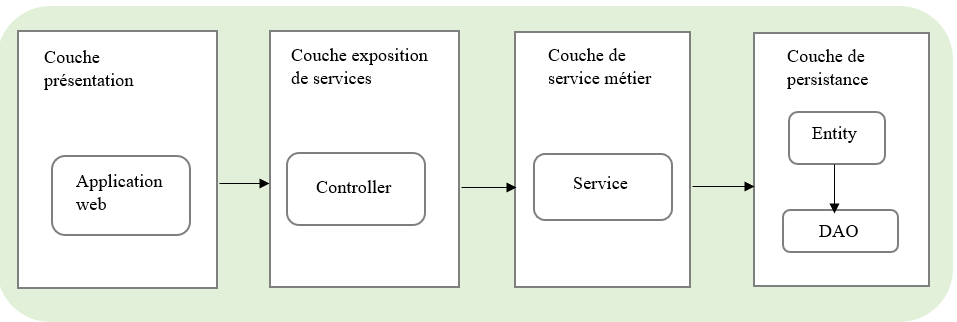 Couche
présentation
Application
web
Couche exposition
de services
Controller
Couche de
service métier
Service
Couche de
persistance
Entity
DAO